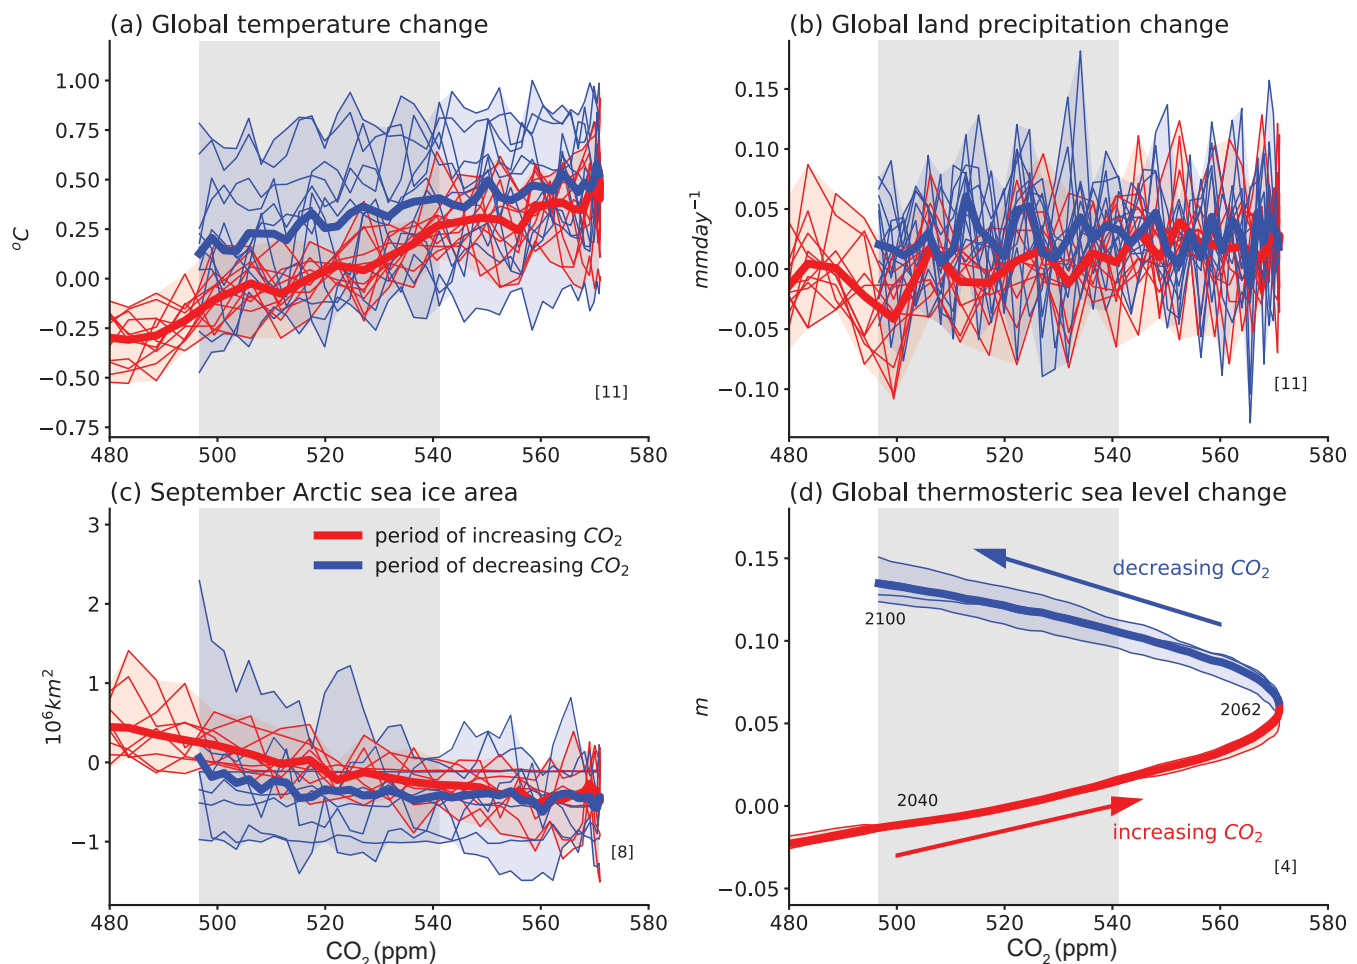 (a) Global temperature change
1.00
0.75
0.50
0.25
0.00
−0.25
−0.50
−0.75
°C
[11]
480 500 520 540 560 580
(b) Global land precipitation change
0.15
0.10
0.05
0.00
−0.05
−0.10
mmday⁻¹
[11]
480 500 520 540 560 580
(c) September Arctic sea ice area
3
2
1
0
−1
10⁶km²
period of increasing CO₂
period of decreasing CO₂
[8]
480 500 520 540 560 580
CO₂ (ppm)
(d) Global thermosteric sea level change
0.15
0.10
0.05
0.00
−0.05
m
decreasing CO₂
2100
2062
2040
increasing CO₂
[4]
480 500 520 540 560 580
CO₂ (ppm)